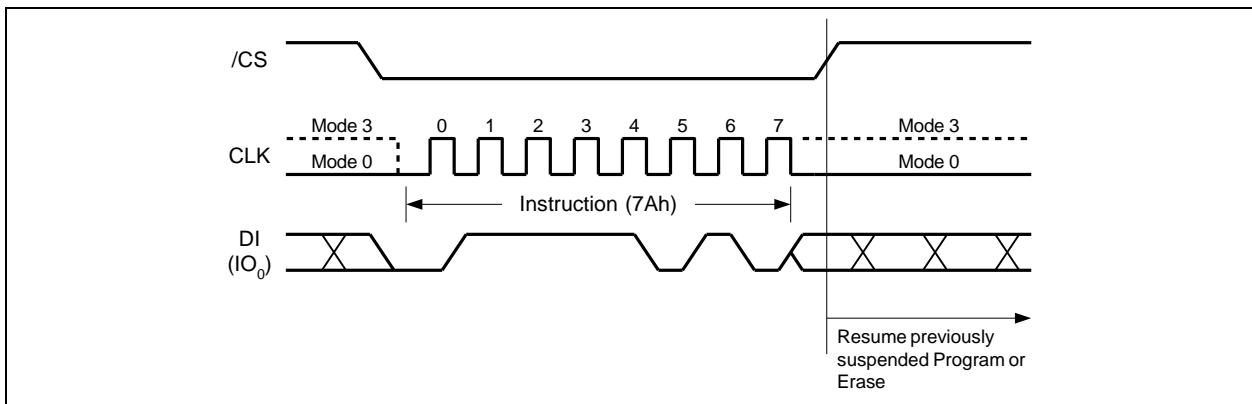 /CS
Mode 3 0 1 2 3 4 5 6 7 Mode 3
CLK
Mode 0 Mode 0
Instruction (7Ah)
DI
(IO0)
Resume previously
suspended Program or
Erase